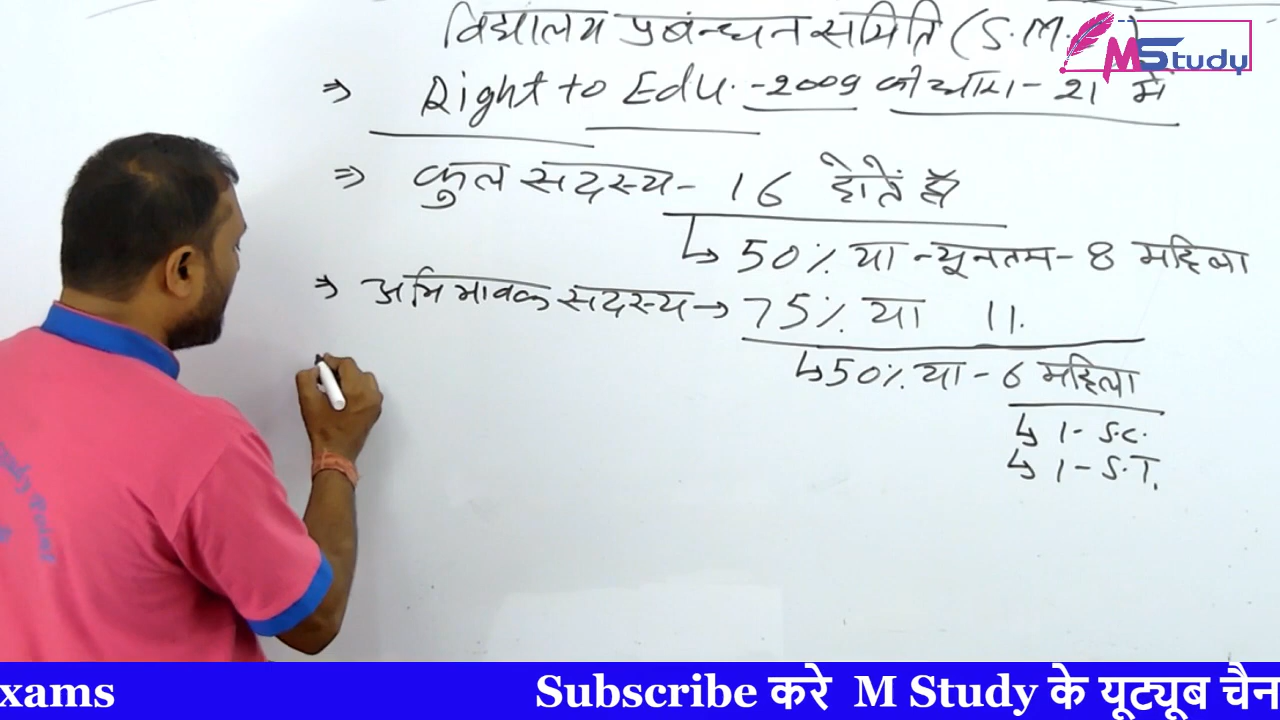 विद्यालय प्रबन्धन समिति (S.M.
MStudy
⇒ Right to Edu. -2009 की धारा- 21 में
⇒ कुल सदस्य- 16 होतें है
↳ 50% या न्यूनतम- 8 महिला
⇒ अभिभावक सदस्य → 75% या 11.
↳ 50% या - 6 महिला
↳ 1- S.C.
↳ 1- S.T.
xams Subscribe करे M Study के यूट्यूब चैन